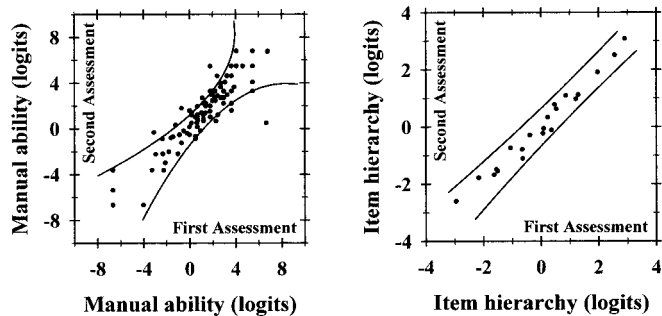 8
4
0
-4
-8
Manual ability (logits)
Second Assessment
First Assessment
-8 -4 0 4 8
Manual ability (logits)
4
2
0
-2
-4
Item hierarchy (logits)
Second Assessment
First Assessment
-4 -2 0 2 4
Item hierarchy (logits)